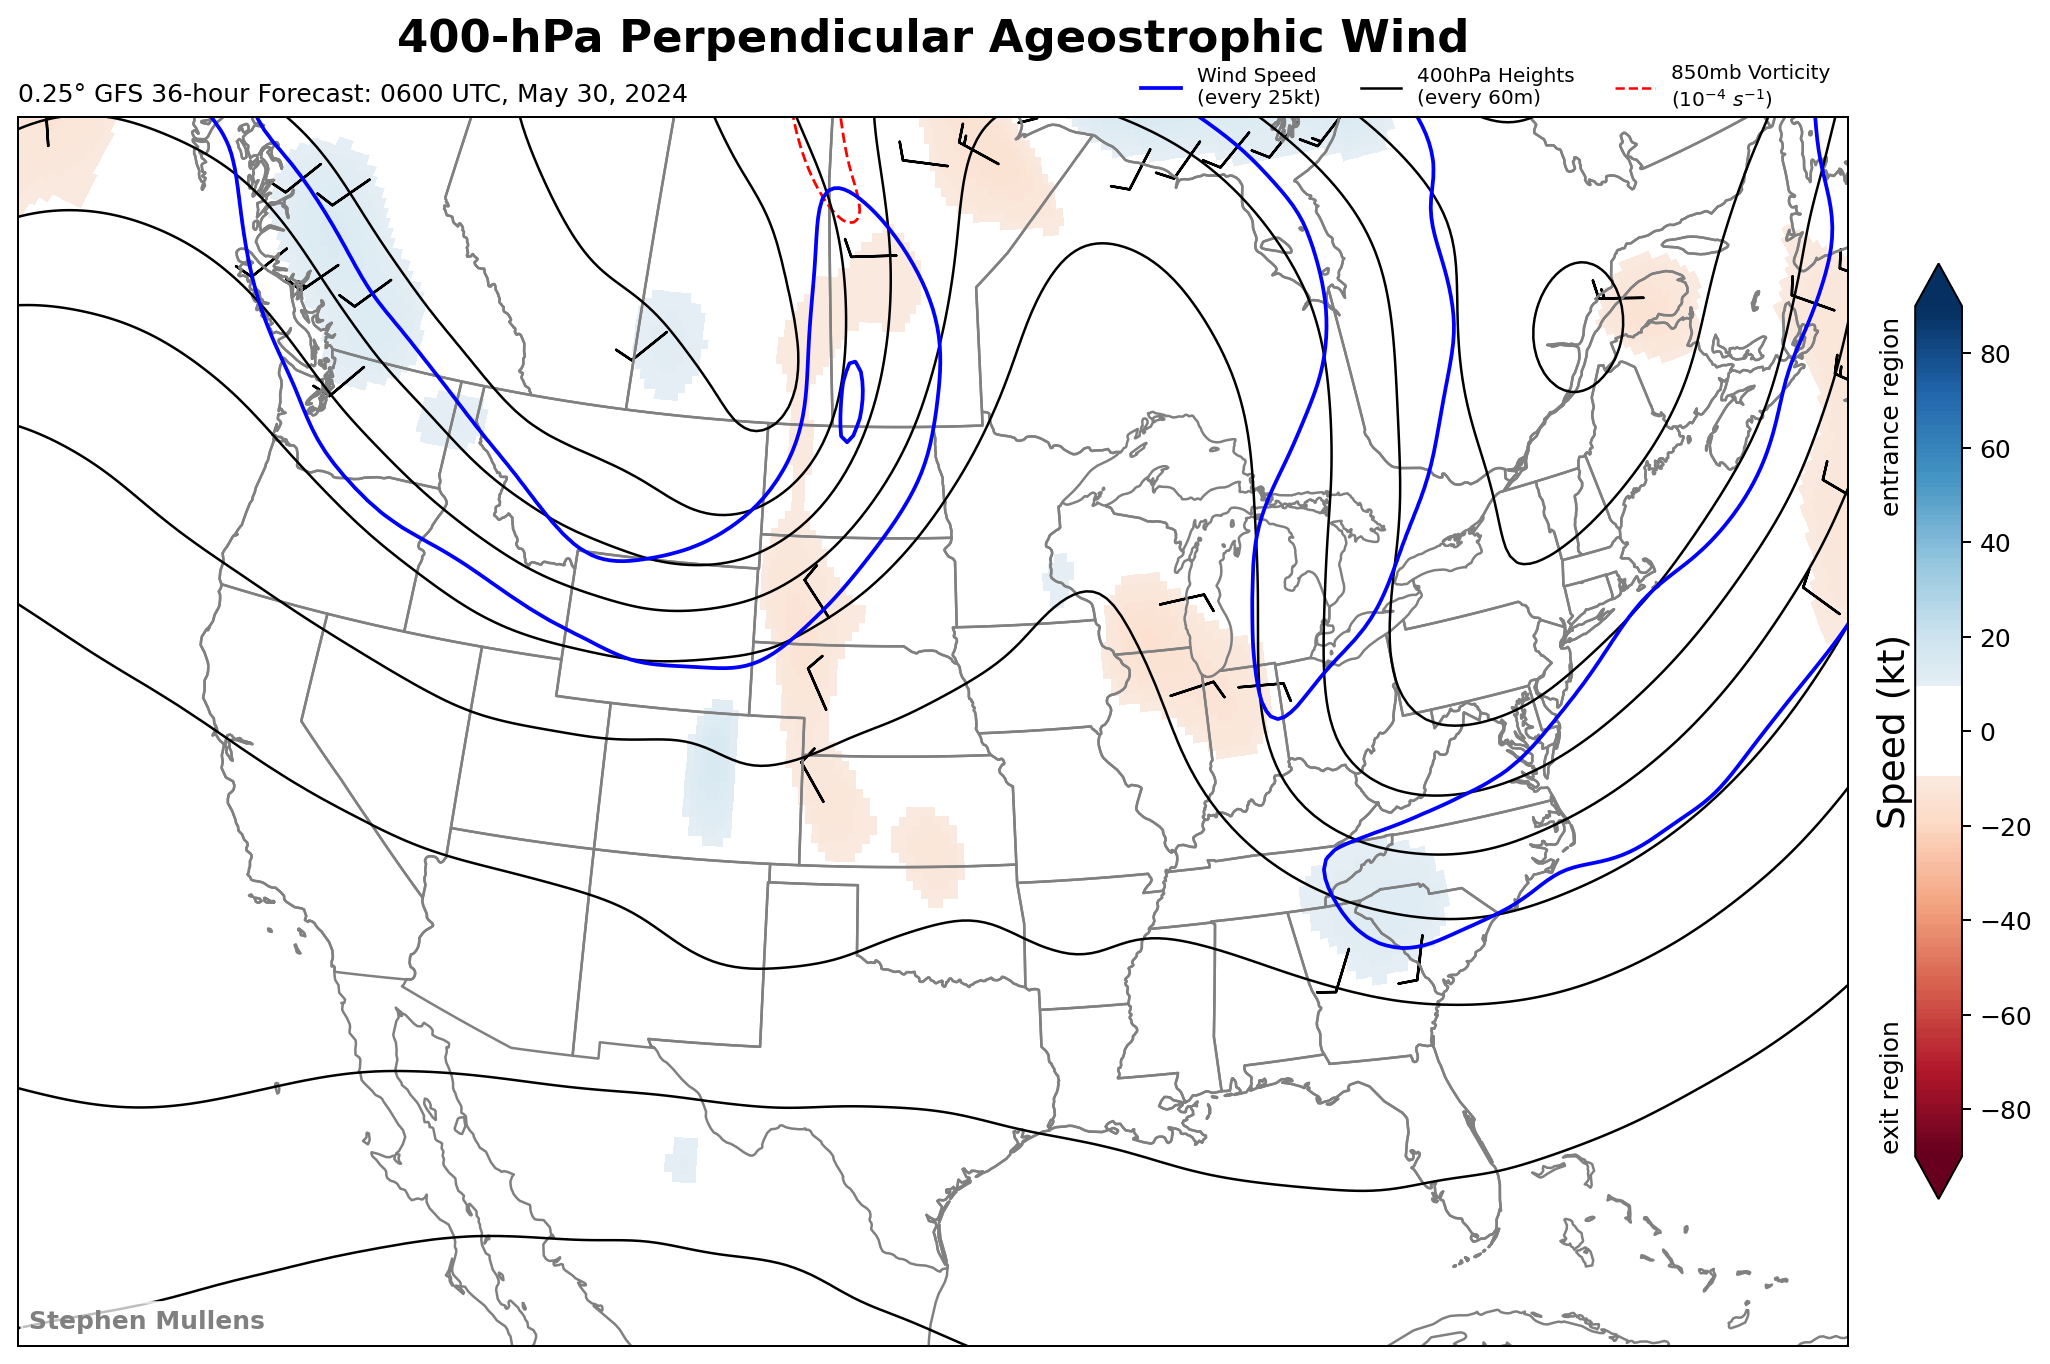 400-hPa Perpendicular Ageostrophic Wind
0.25° GFS 36-hour Forecast: 0600 UTC, May 30, 2024
Wind Speed
(every 25kt)
400hPa Heights
(every 60m)
850mb Vorticity
(10⁻⁴ s⁻¹)
entrance region
Speed (kt)
exit region
80
60
40
20
0
−20
−40
−60
−80
Stephen Mullens